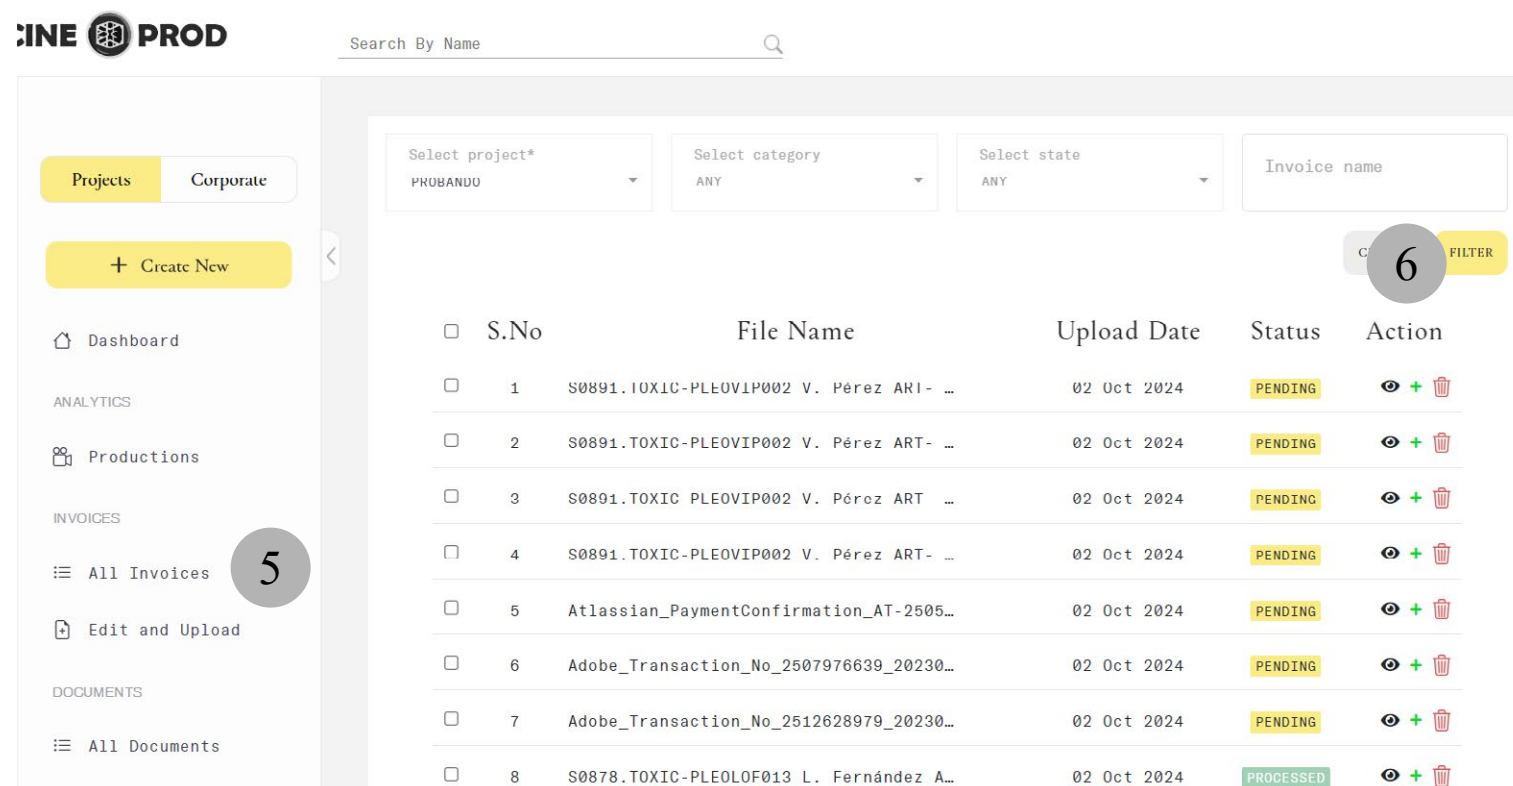 CINE PROD
Search By Name
Projects Corporate
+ Create New
Dashboard
ANALYTICS
Productions
INVOICES
All Invoices 5
Edit and Upload
DOCUMENTS
All Documents
Select project* Select category Select state Invoice name
PROBANDO ANY ANY
6 FILTER
S.No File Name Upload Date Status Action
1 S0891.TOXIC-PLEOVIP002 V. Pérez ART- … 02 Oct 2024 PENDING
2 S0891.TOXIC-PLEOVIP002 V. Pérez ART- … 02 Oct 2024 PENDING
3 S0891.TOXIC PLEOVIP002 V. Pérez ART … 02 Oct 2024 PENDING
4 S0891.TOXIC-PLEOVIP002 V. Pérez ART- … 02 Oct 2024 PENDING
5 Atlassian_PaymentConfirmation_AT-2505… 02 Oct 2024 PENDING
6 Adobe_Transaction_No_2507976639_20230… 02 Oct 2024 PENDING
7 Adobe_Transaction_No_2512628979_20230… 02 Oct 2024 PENDING
8 S0878.TOXIC-PLEOLOF013 L. Fernández A… 02 Oct 2024 PROCESSED